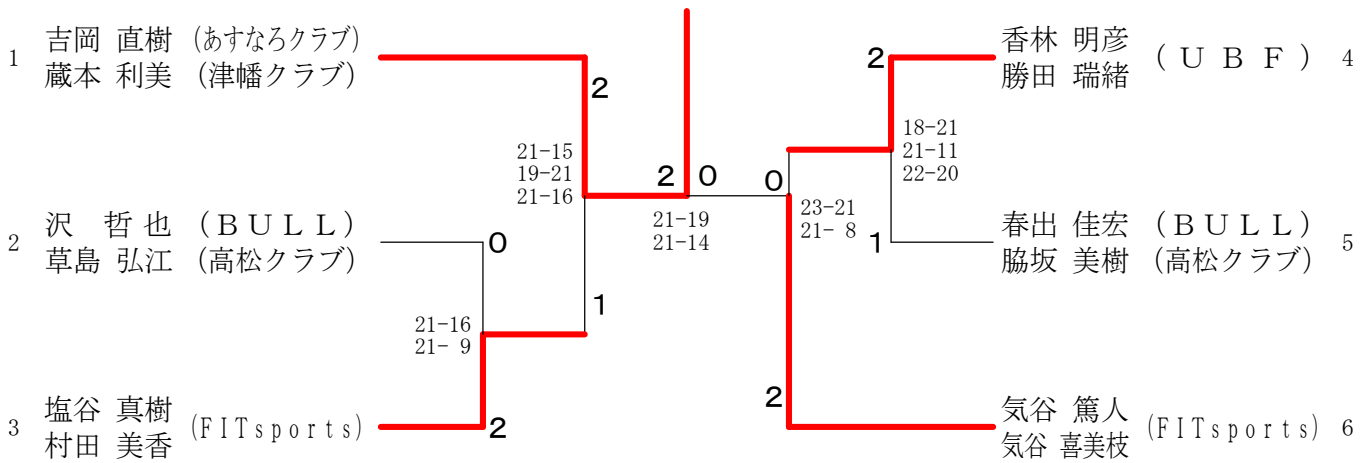 1 吉岡 直樹 (あすなろクラブ)
蔵本 利美 (津幡クラブ)
2 沢 哲也 (ＢＵＬＬ)
草島 弘江 (高松クラブ)
3 塩谷 真樹 (FITsports)
村田 美香
2
21-15
19-21
21-16
0
1
21-16
21- 9
2
2 0
21-19
21-14
0
23-21
21- 8
2
2
18-21
21-11
22-20
1
香林 明彦 (ＵＢＦ) 4
勝田 瑞緒
春出 佳宏 (ＢＵＬＬ) 5
脇坂 美樹 (高松クラブ)
気谷 篤人 (FITsports) 6
気谷 喜美枝